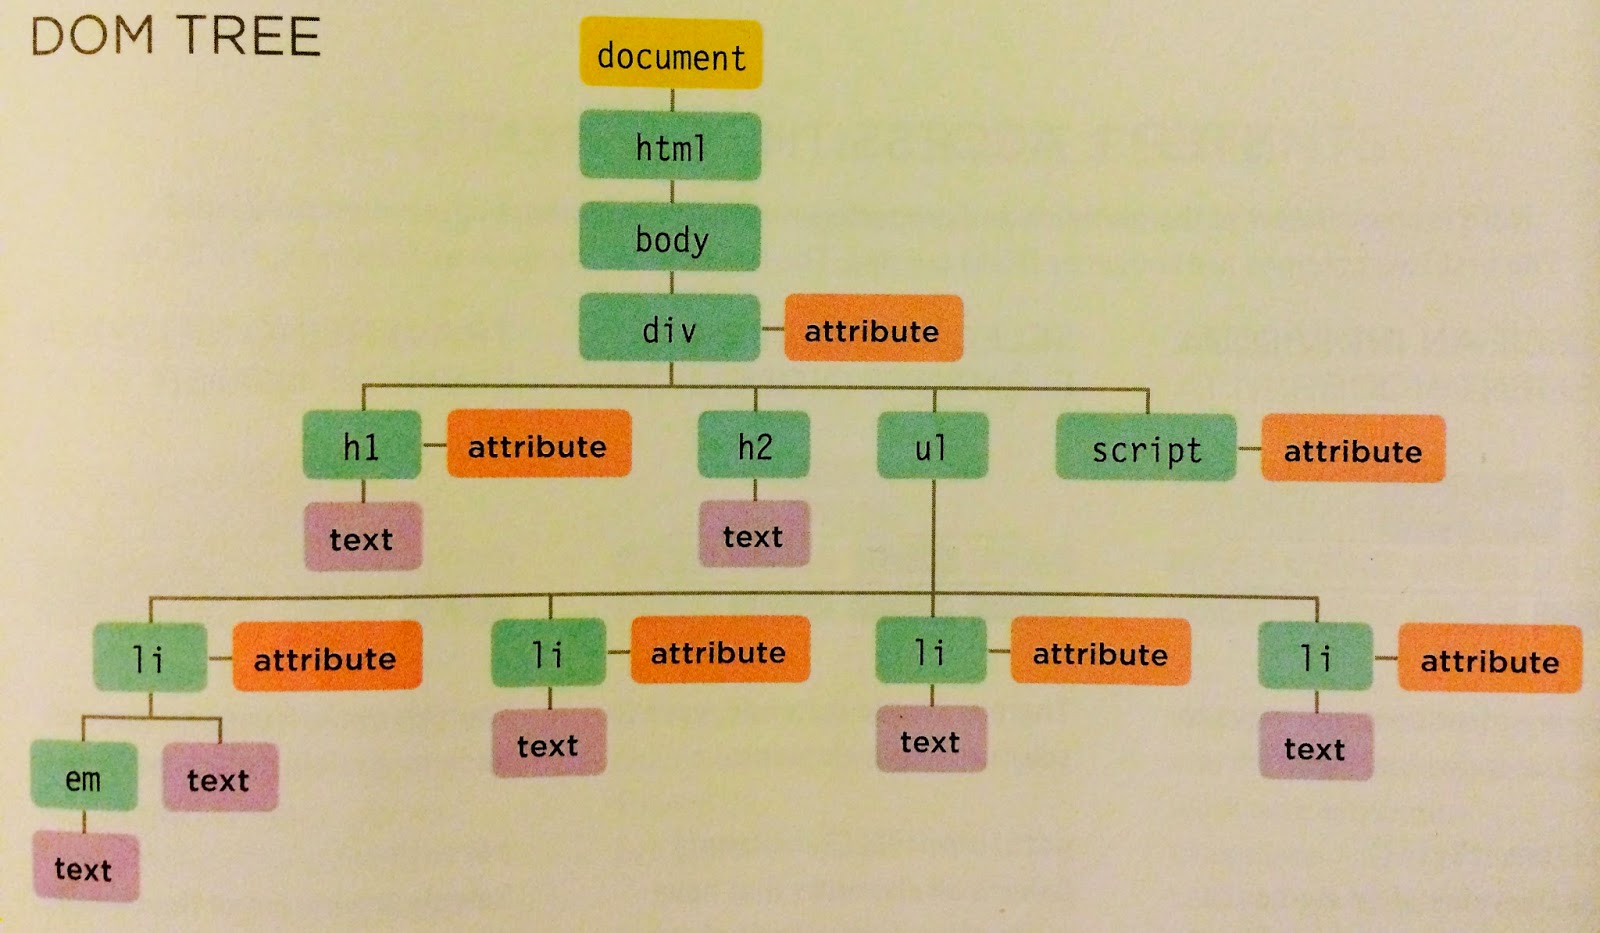 DOM TREE
document
html
body
div attribute
h1 attribute h2 ul script attribute
text text
li attribute li attribute li attribute li attribute
text text text
em text
text